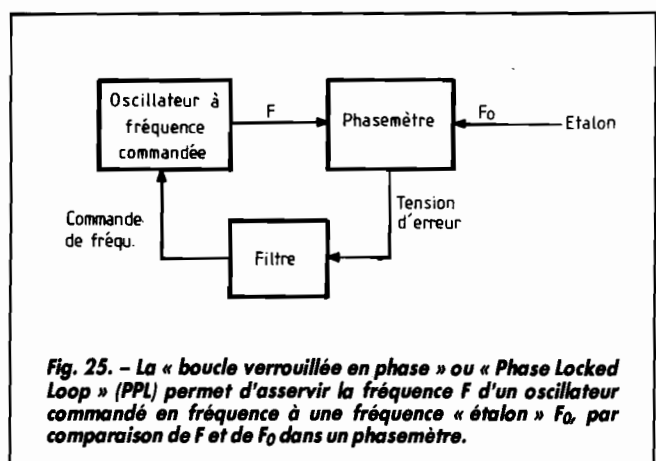 Oscillateur à
fréquence
commandée
F
Phasemètre
Fo
Etalon
Commande
de fréqu.
Filtre
Tension
d'erreur
Fig. 25. – La « boucle verrouillée en phase » ou « Phase Locked
Loop » (PPL) permet d'asservir la fréquence F d'un oscillateur
commandé en fréquence à une fréquence « étalon » F0, par
comparaison de F et de F0 dans un phasemètre.